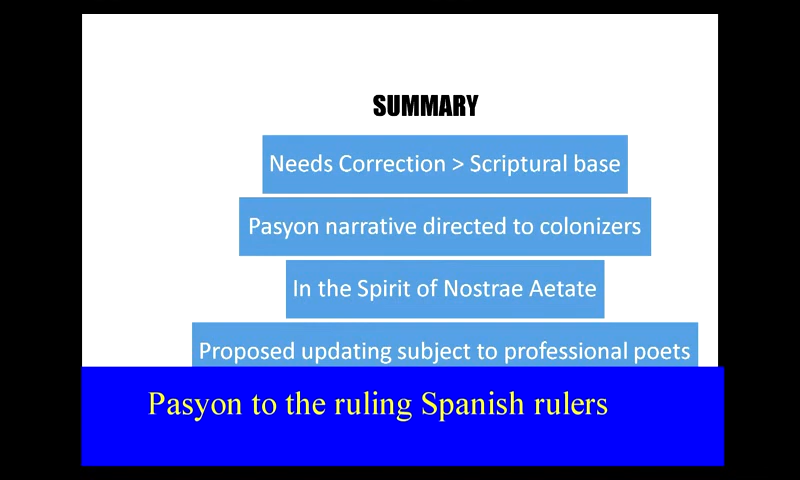 SUMMARY
Needs Correction > Scriptural base
Pasyon narrative directed to colonizers
In the Spirit of Nostrae Aetate
Proposed updating subject to professional poets
Pasyon to the ruling Spanish rulers